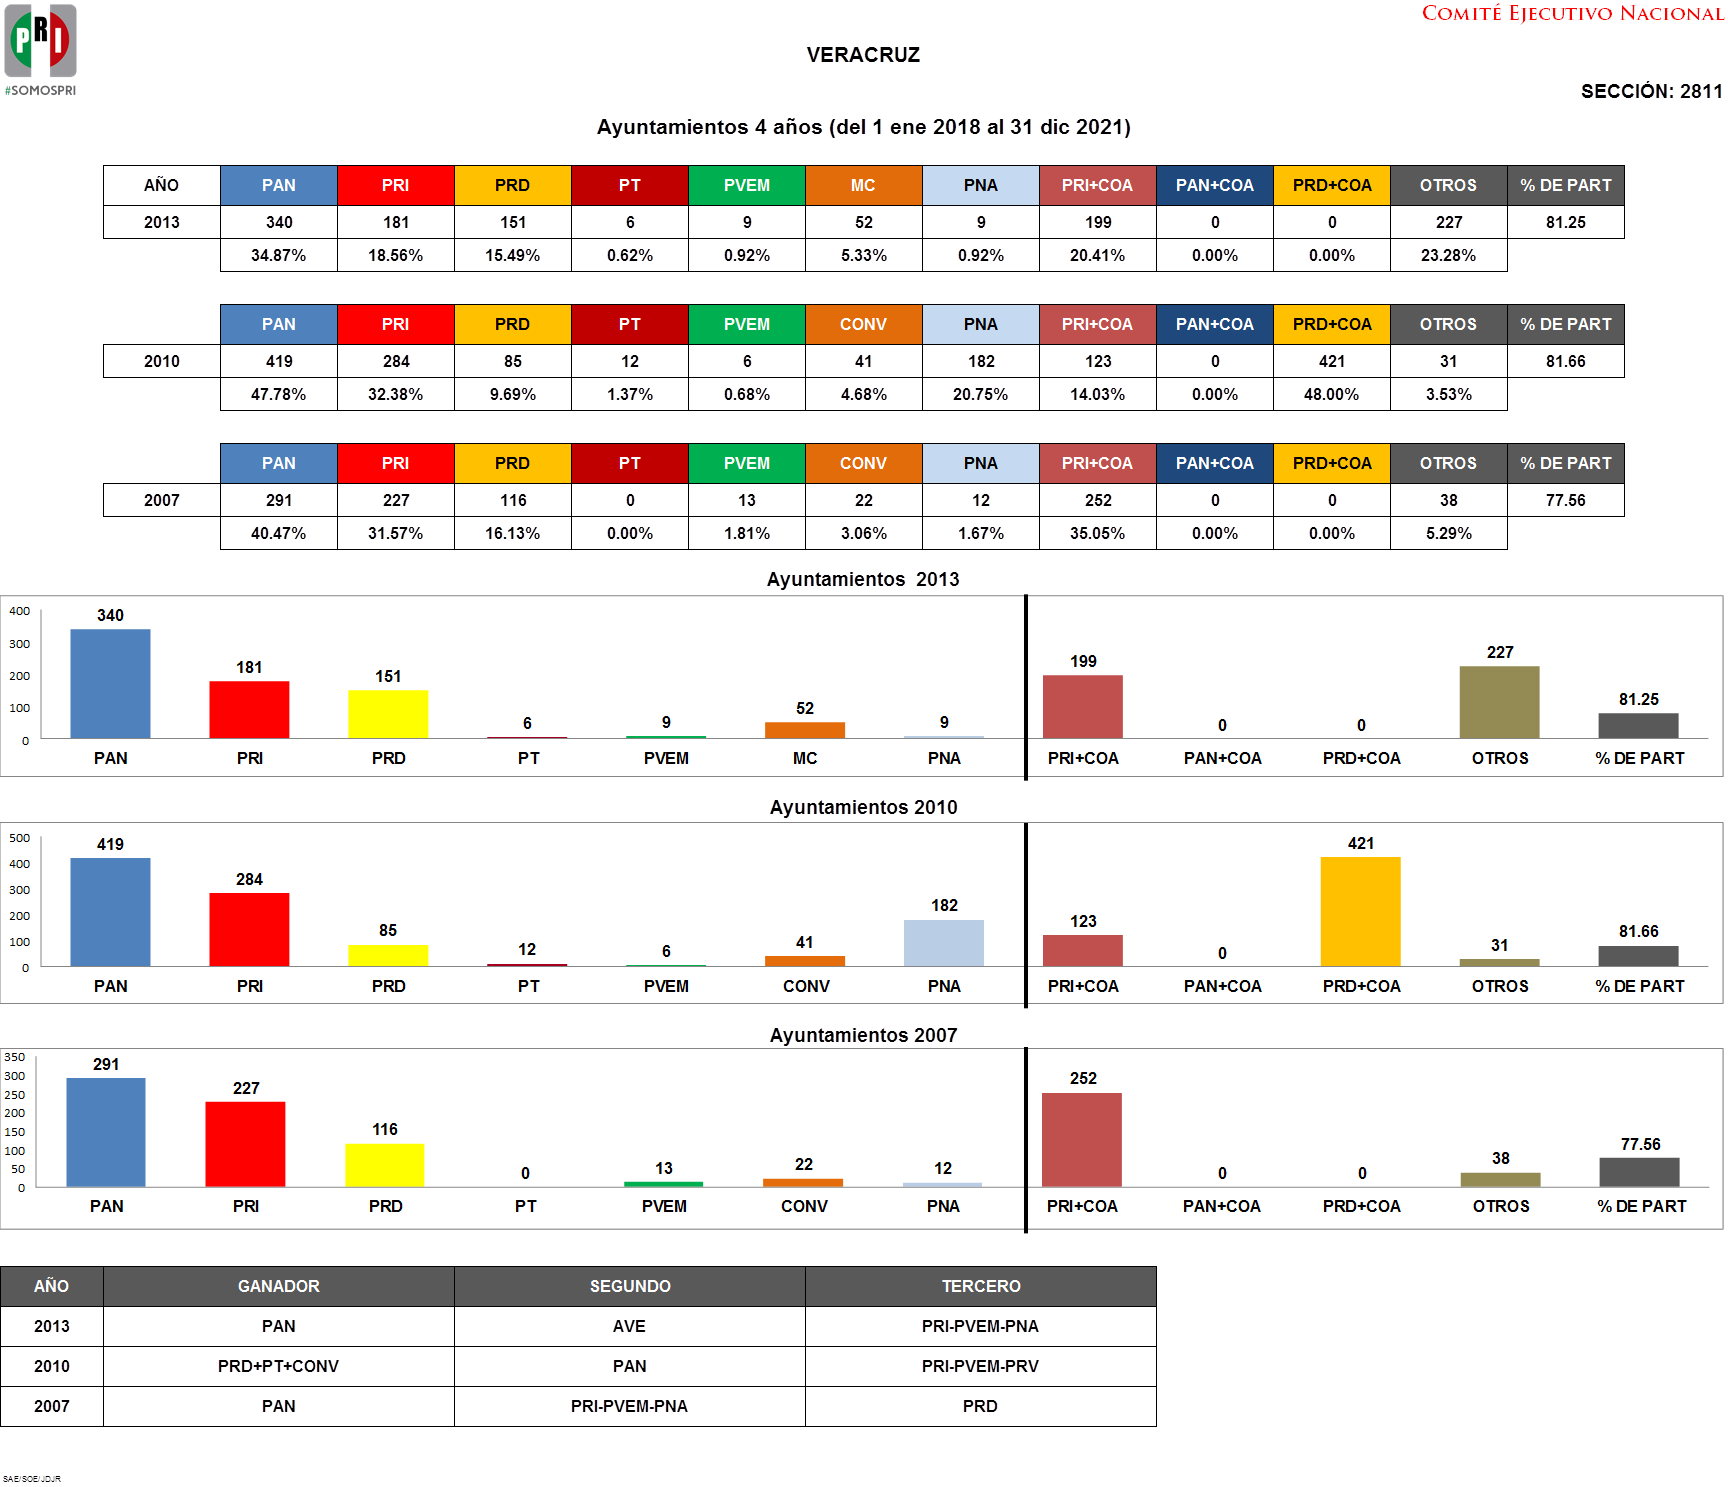 PRI
#SOMOSPRI
COMITÉ EJECUTIVO NACIONAL
VERACRUZ
SECCIÓN: 2811
Ayuntamientos 4 años (del 1 ene 2018 al 31 dic 2021)
AÑO PAN PRI PRD PT PVEM MC PNA PRI+COA PAN+COA PRD+COA OTROS % DE PART
2013 340 181 151 6 9 52 9 199 0 0 227 81.25
34.87% 18.56% 15.49% 0.62% 0.92% 5.33% 0.92% 20.41% 0.00% 0.00% 23.28%
PAN PRI PRD PT PVEM CONV PNA PRI+COA PAN+COA PRD+COA OTROS % DE PART
2010 419 284 85 12 6 41 182 123 0 421 31 81.66
47.78% 32.38% 9.69% 1.37% 0.68% 4.68% 20.75% 14.03% 0.00% 48.00% 3.53%
PAN PRI PRD PT PVEM CONV PNA PRI+COA PAN+COA PRD+COA OTROS % DE PART
2007 291 227 116 0 13 22 12 252 0 0 38 77.56
40.47% 31.57% 16.13% 0.00% 1.81% 3.06% 1.67% 35.05% 0.00% 0.00% 5.29%
Ayuntamientos 2013
400
300
200
100
0
340 181 151 6 9 52 9 199 0 0 227 81.25
PAN PRI PRD PT PVEM MC PNA PRI+COA PAN+COA PRD+COA OTROS % DE PART
Ayuntamientos 2010
500
400
300
200
100
0
419 284 85 12 6 41 182 123 0 421 31 81.66
PAN PRI PRD PT PVEM CONV PNA PRI+COA PAN+COA PRD+COA OTROS % DE PART
Ayuntamientos 2007
350
300
250
200
150
100
50
0
291 227 116 0 13 22 12 252 0 0 38 77.56
PAN PRI PRD PT PVEM CONV PNA PRI+COA PAN+COA PRD+COA OTROS % DE PART
AÑO GANADOR SEGUNDO TERCERO
2013 PAN AVE PRI-PVEM-PNA
2010 PRD+PT+CONV PAN PRI-PVEM-PRV
2007 PAN PRI-PVEM-PNA PRD
SAE/SOE/JDJR